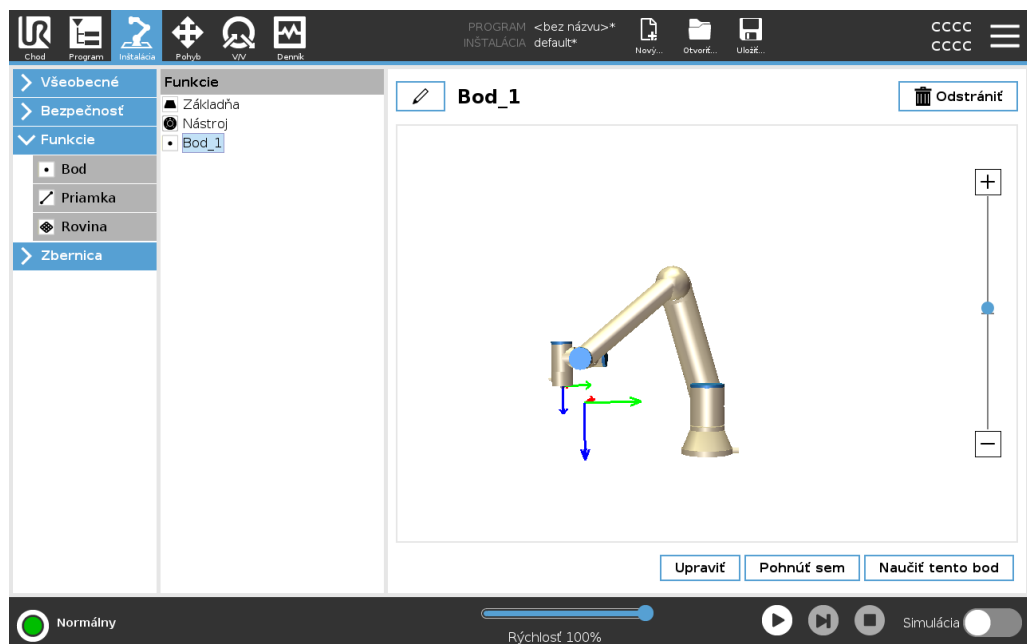 UR
Chod
Program
Inštalácia
Pohyb
V/V
Denník
PROGRAM <bez názvu>*
INŠTALÁCIA default*
Nový...
Otvoriť...
Uložiť...
CCCC
CCCC
Všeobecné
Bezpečnosť
Funkcie
Bod
Priamka
Rovina
Zbernica
Funkcie
Základňa
Nástroj
Bod_1
Bod_1
Odstrániť
Upraviť
Pohnúť sem
Naučiť tento bod
Normálny
Rýchlosť 100%
Simulácia